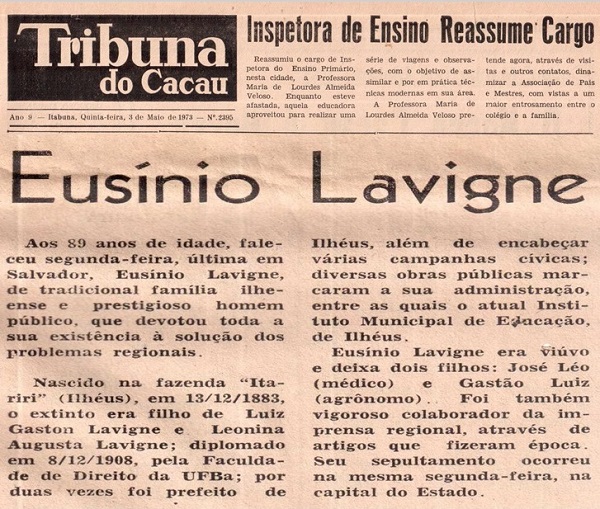 Tribuna
do Cacau
Ano 9 — Itabuna, Quinta-feira, 3 de Maio de 1973 — Nº. 2395
Inspetora de Ensino Reassume Cargo
Reassumiu o cargo de Ins-
petora do Ensino Primário,
nesta cidade, a Professora
Maria de Lourdes Almeida
Veloso. Enquanto esteve
afastada, aquela educadora
aproveitou para realizar uma
série de viagens e observa-
ções, com o objetivo de as-
similar e por em prática téc-
nicas modernas em sua área.
A Professora Maria de
Lourdes Almeida Veloso pre-
tende agora, através de visi-
tas e outros contatos, dina-
mizar a Associação de Pais
e Mestres, com vistas a um
maior entrosamento entre o
colégio e a família.
Eusínio Lavigne
Aos 89 anos de idade, fale-
ceu segunda-feira, última em
Salvador, Eusínio Lavigne,
de tradicional família ilhe-
ense e prestigioso homem
público, que devotou toda a
sua existência à solução dos
problemas regionais.
Nascido na fazenda "Ita-
riri" (Ilhéus), em 13/12/1883,
o extinto era filho de Luiz
Gaston Lavigne e Leonina
Augusta Lavigne; diplomado
em 8/12/1908, pela Faculda-
de de Direito da UFBa; por
duas vezes foi prefeito de
Ilhéus, além de encabeçar
várias campanhas cívicas;
diversas obras públicas mar-
caram a sua administração,
entre as quais o atual Insti-
tuto Municipal de Educação,
de Ilhéus.
Eusínio Lavigne era viúvo
e deixa dois filhos: José Léo
(médico) e Gastão Luiz
(agrônomo). Foi também
vigoroso colaborador da im-
prensa regional, através de
artigos que fizeram época.
Seu sepultamento ocorreu
na mesma segunda-feira, na
capital do Estado.